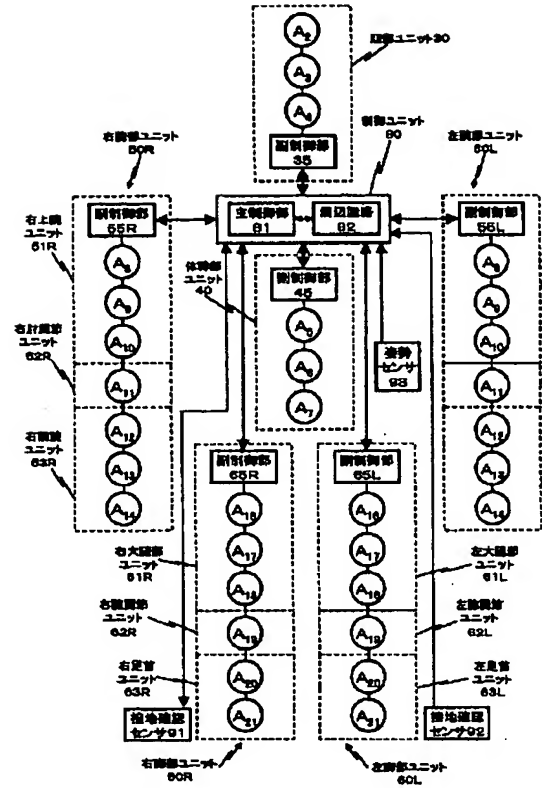 A2
A3
A4
頭部ユニット30
副制御部
35
制御ユニット
80
右腕部ユニット
50R
左腕部ユニット
50L
主制御部
81
周辺回路
82
右上腕
ユニット
51R
副制御部
55R
A8
A9
A10
右肘関節
ユニット
52R
A11
右前腕
ユニット
53R
A12
A13
A14
体幹部
ユニット
40
副制御部
45
A5
A6
A7
姿勢
センサ
93
副制御部
55L
A8
A9
A10
A11
A12
A13
A14
右大腿部
ユニット
61R
副制御部
65R
A16
A17
A18
右膝関節
ユニット
62R
A19
右足首
ユニット
63R
A20
A21
接地確認
センサ91
右脚部ユニット
60R
副制御部
65L
A16
A17
A18
A19
A20
A21
左大腿部
ユニット
61L
左膝関節
ユニット
62L
左足首
ユニット
63L
接地確認
センサ92
左脚部ユニット
60L